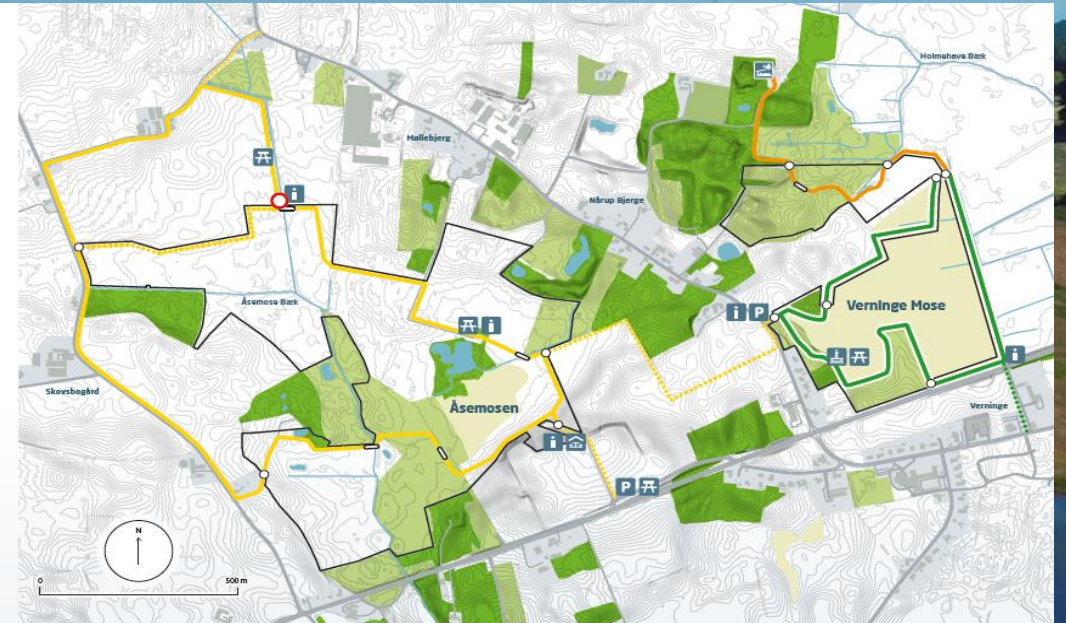 Holmehave Bæk
Møllebjerg
i
Nårup Bjerge
Åsemose Bæk
Verninge Mose
i P
i
i
Skovsbogård
Åsemosen
Verninge
i
P
N
0
500 m